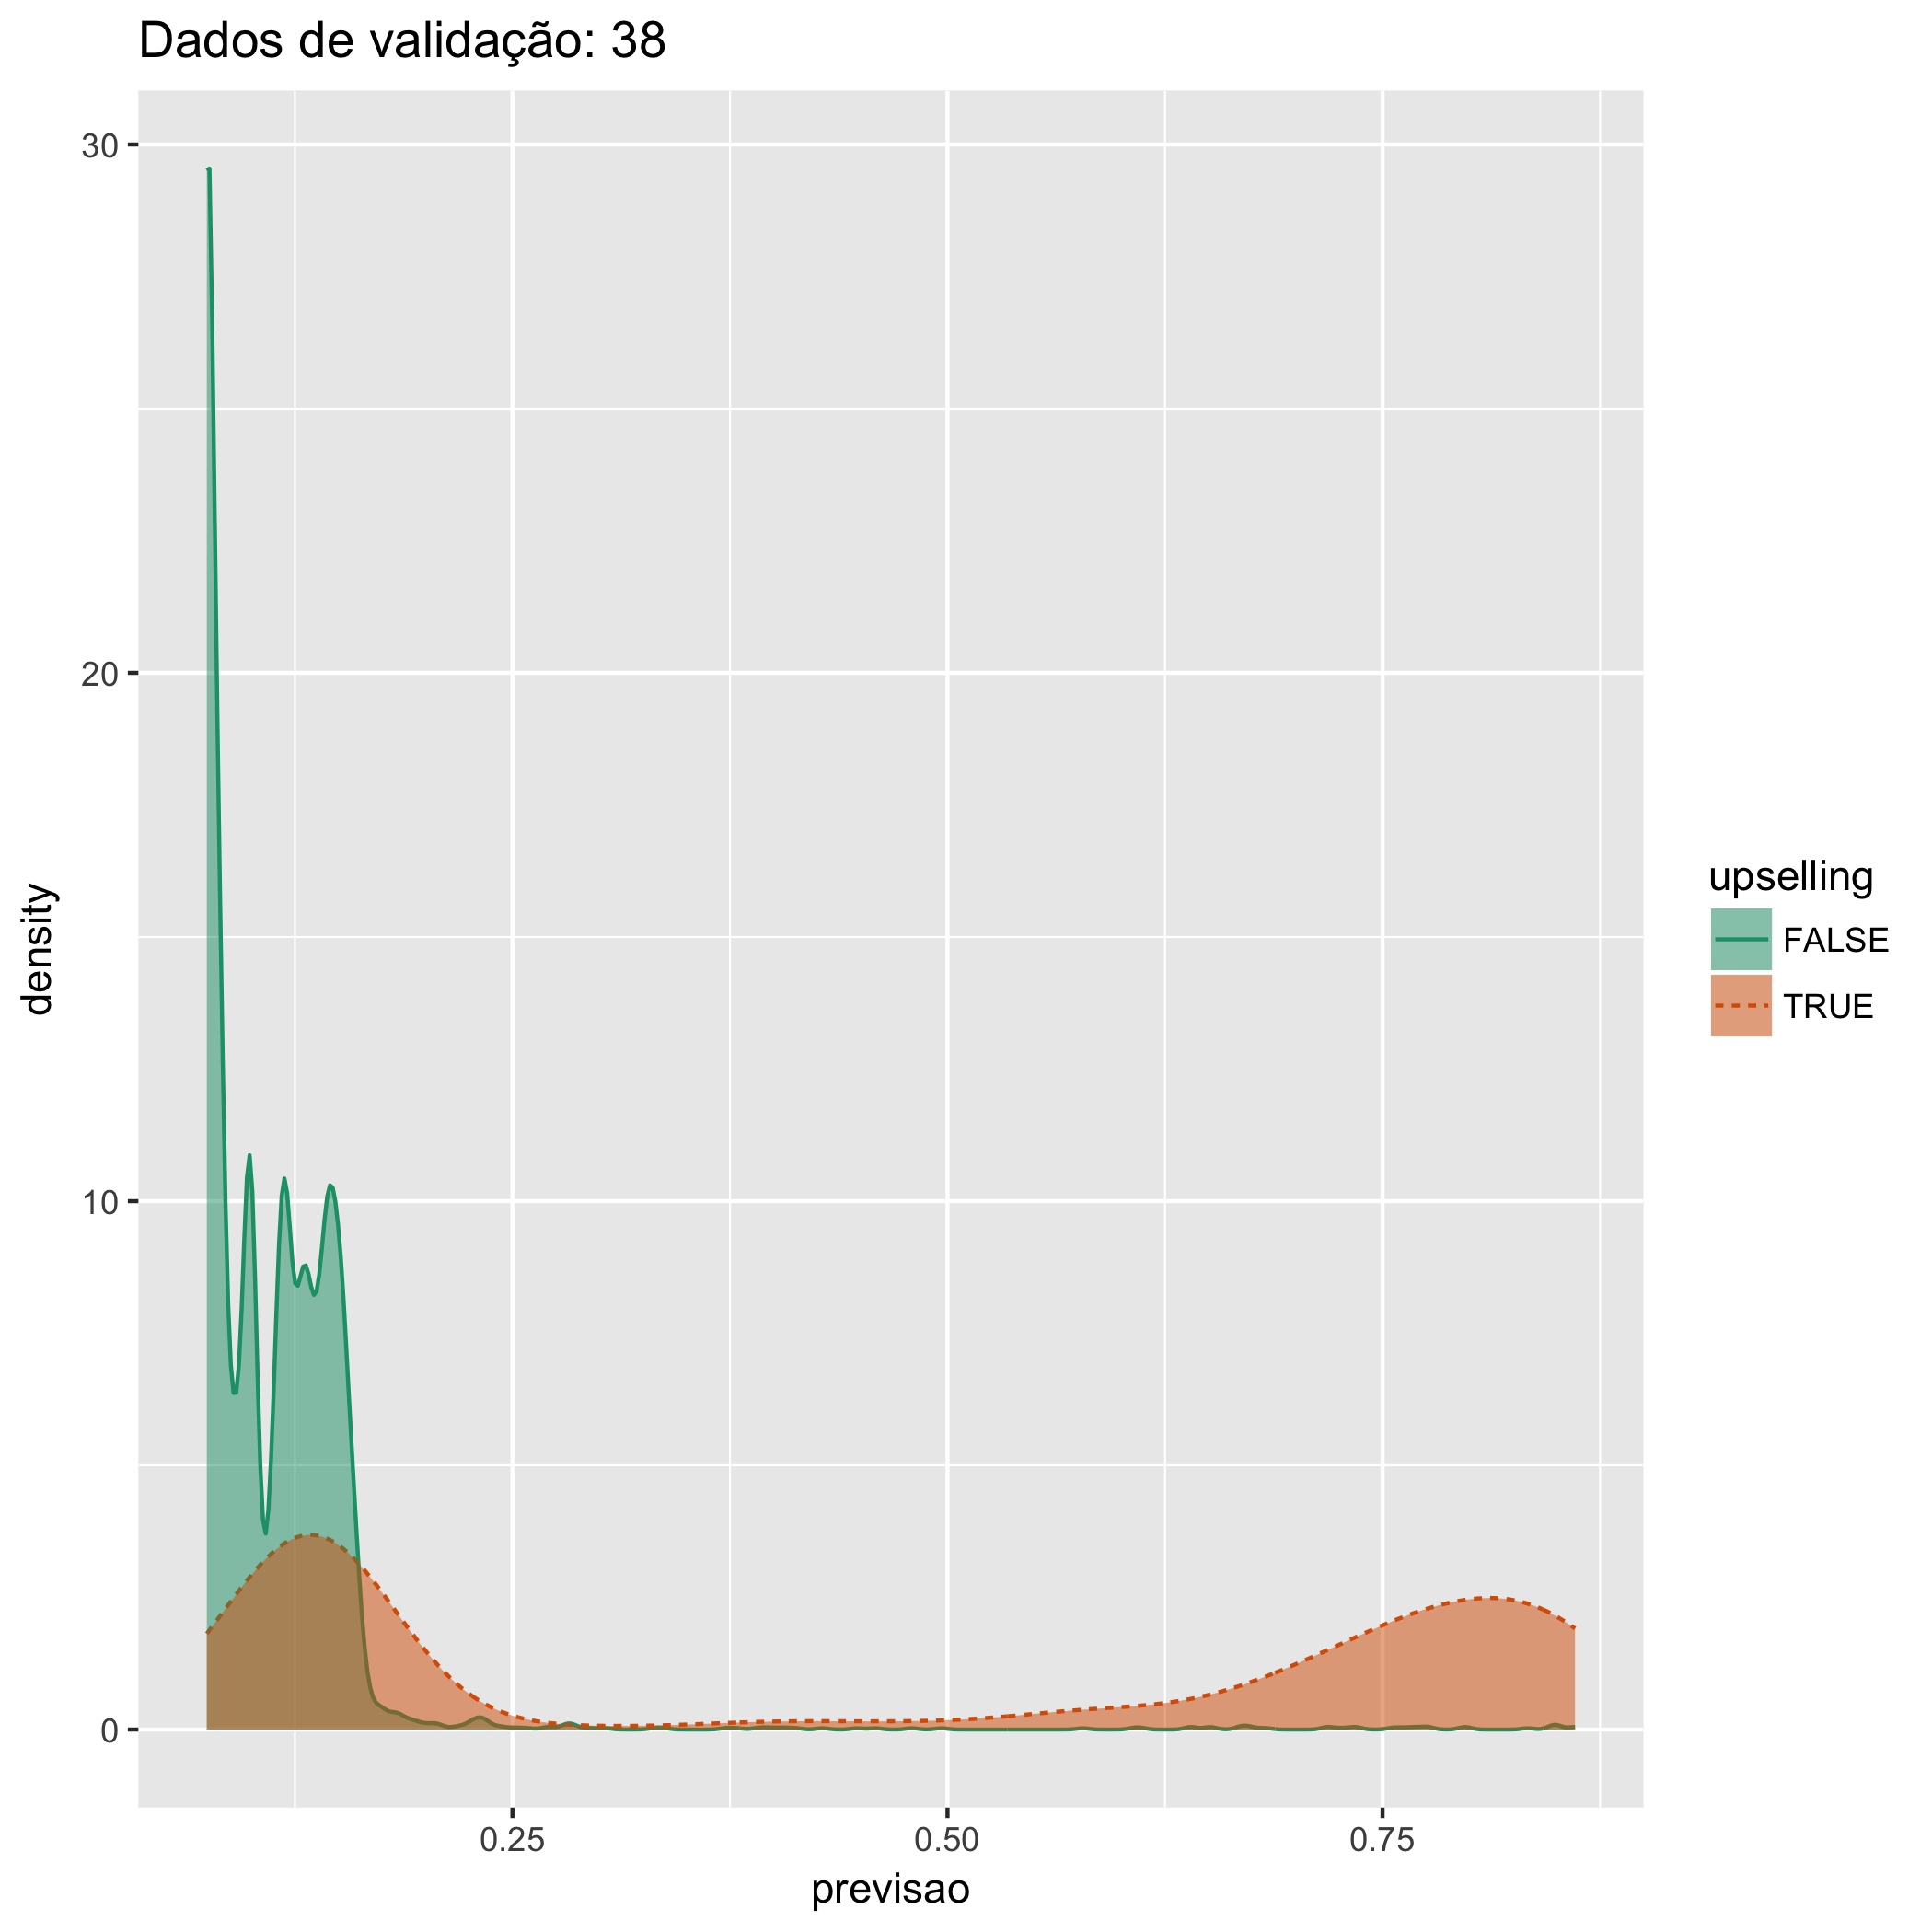 Dados de validação: 38
30
20
10
0
density
0.25
0.50
0.75
previsao
upselling
FALSE
TRUE